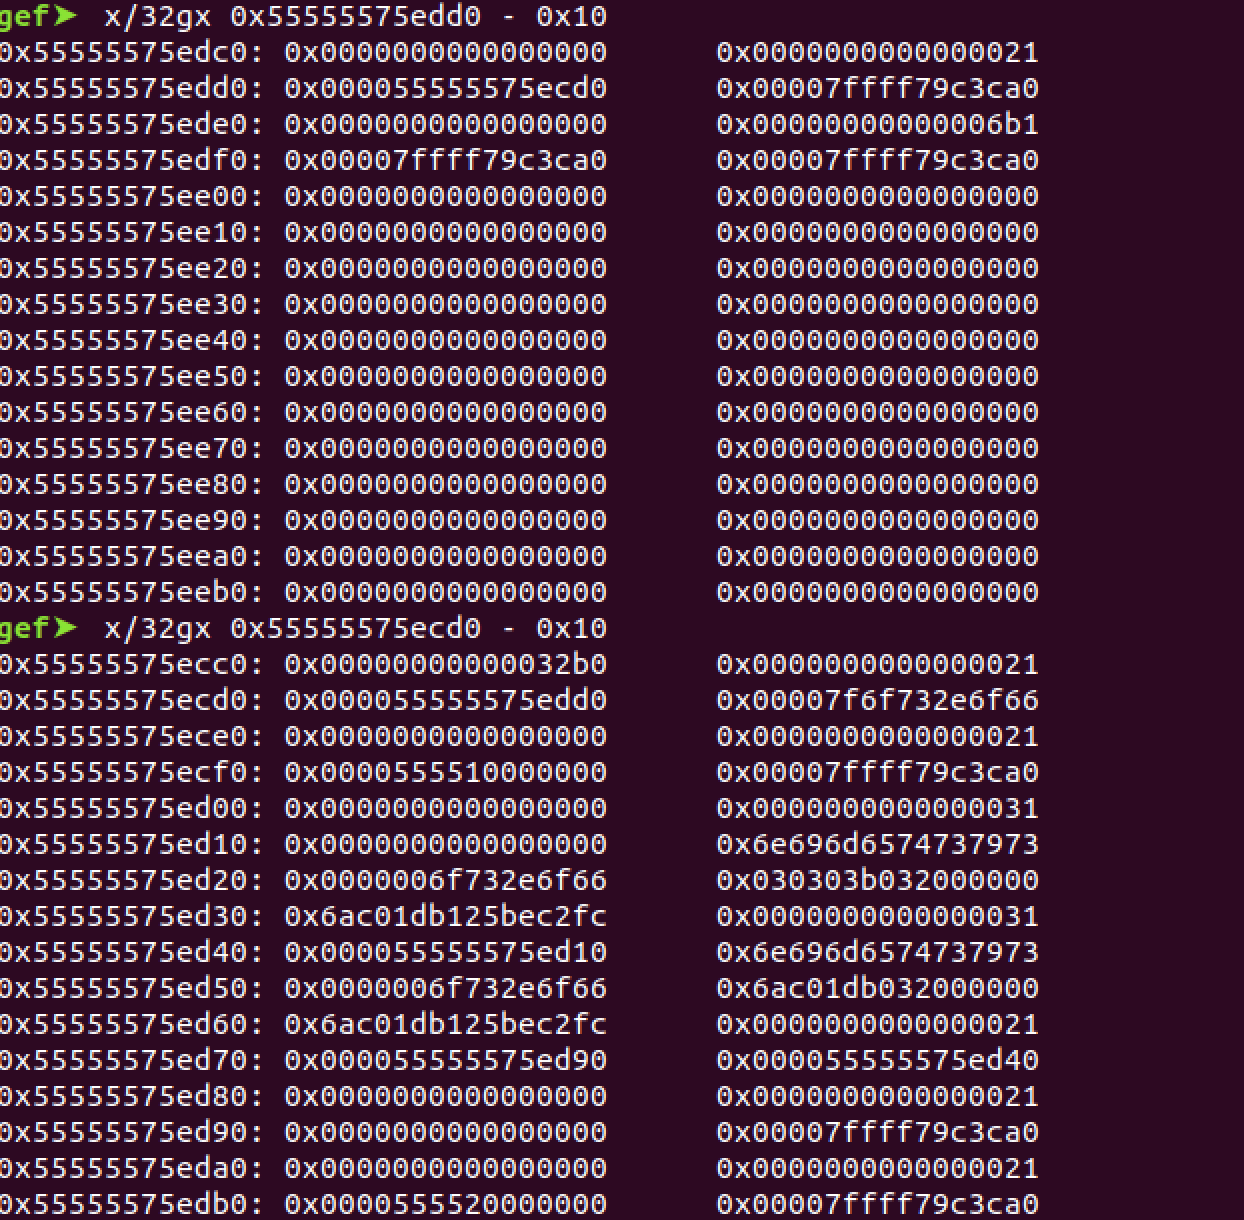 gef➤ x/32gx 0x55555575edd0 - 0x10
0x55555575edc0: 0x0000000000000000 0x0000000000000021
0x55555575edd0: 0x000055555575ecd0 0x00007ffff79c3ca0
0x55555575ede0: 0x0000000000000000 0x00000000000006b1
0x55555575edf0: 0x00007ffff79c3ca0 0x00007ffff79c3ca0
0x55555575ee00: 0x0000000000000000 0x0000000000000000
0x55555575ee10: 0x0000000000000000 0x0000000000000000
0x55555575ee20: 0x0000000000000000 0x0000000000000000
0x55555575ee30: 0x0000000000000000 0x0000000000000000
0x55555575ee40: 0x0000000000000000 0x0000000000000000
0x55555575ee50: 0x0000000000000000 0x0000000000000000
0x55555575ee60: 0x0000000000000000 0x0000000000000000
0x55555575ee70: 0x0000000000000000 0x0000000000000000
0x55555575ee80: 0x0000000000000000 0x0000000000000000
0x55555575ee90: 0x0000000000000000 0x0000000000000000
0x55555575eea0: 0x0000000000000000 0x0000000000000000
0x55555575eeb0: 0x0000000000000000 0x0000000000000000
gef➤ x/32gx 0x55555575ecd0 - 0x10
0x55555575ecc0: 0x00000000000032b0 0x0000000000000021
0x55555575ecd0: 0x000055555575edd0 0x00007f6f732e6f66
0x55555575ece0: 0x0000000000000000 0x0000000000000021
0x55555575ecf0: 0x0000555510000000 0x00007ffff79c3ca0
0x55555575ed00: 0x0000000000000000 0x0000000000000031
0x55555575ed10: 0x0000000000000000 0x6e696d6574737973
0x55555575ed20: 0x0000006f732e6f66 0x030303b032000000
0x55555575ed30: 0x6ac01db125bec2fc 0x0000000000000031
0x55555575ed40: 0x000055555575ed10 0x6e696d6574737973
0x55555575ed50: 0x0000006f732e6f66 0x6ac01db032000000
0x55555575ed60: 0x6ac01db125bec2fc 0x0000000000000021
0x55555575ed70: 0x000055555575ed90 0x000055555575ed40
0x55555575ed80: 0x0000000000000000 0x0000000000000021
0x55555575ed90: 0x0000000000000000 0x00007ffff79c3ca0
0x55555575eda0: 0x0000000000000000 0x0000000000000021
0x55555575edb0: 0x0000555520000000 0x00007ffff79c3ca0